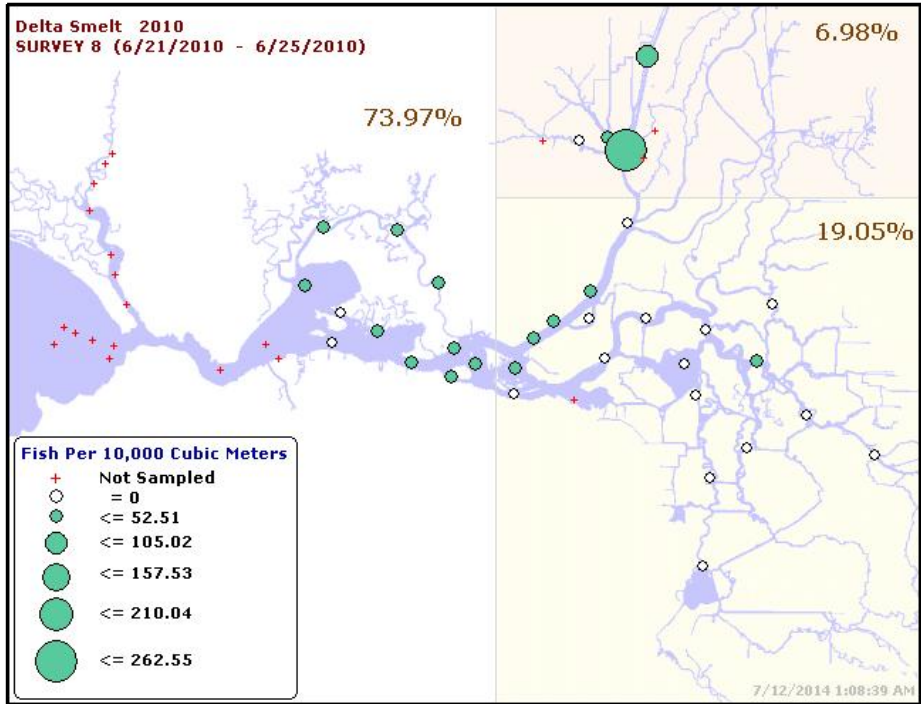 Delta Smelt 2010
SURVEY 8 (6/21/2010 - 6/25/2010)
6.98%
73.97%
19.05%
Fish Per 10,000 Cubic Meters
Not Sampled
= 0
<= 52.51
<= 105.02
<= 157.53
<= 210.04
<= 262.55
7/12/2014 1:08:39 AM